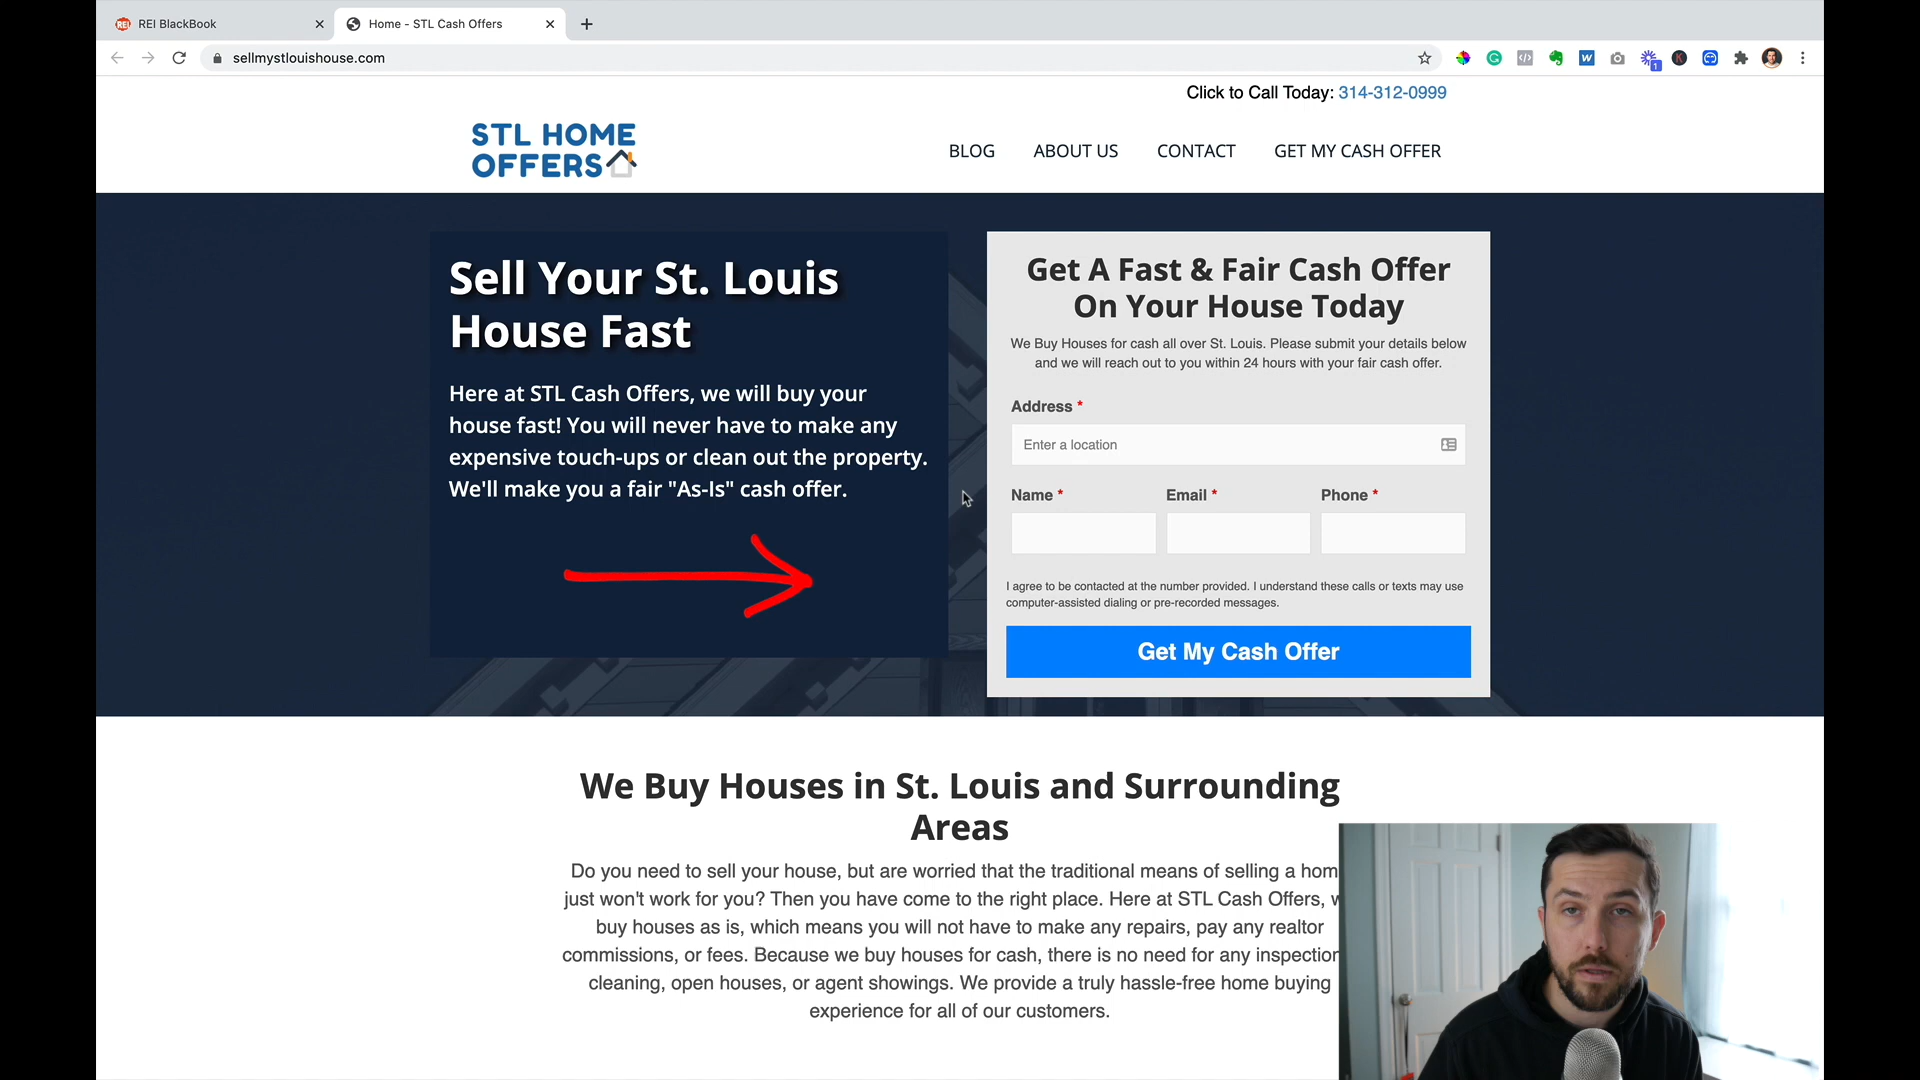 REI BlackBook
Home - STL Cash Offers
sellmystlouishouse.com
1
Click to Call Today: 314-312-0999
STL HOME
OFFERS
BLOG
ABOUT US
CONTACT
GET MY CASH OFFER
Sell Your St. Louis
House Fast
Here at STL Cash Offers, we will buy your
house fast! You will never have to make any
expensive touch-ups or clean out the property.
We'll make you a fair "As-Is" cash offer.
Get A Fast & Fair Cash Offer
On Your House Today
We Buy Houses for cash all over St. Louis. Please submit your details below
and we will reach out to you within 24 hours with your fair cash offer.
Address *
Enter a location
Name *
Email *
Phone *
I agree to be contacted at the number provided. I understand these calls or texts may use
computer-assisted dialing or pre-recorded messages.
Get My Cash Offer
We Buy Houses in St. Louis and Surrounding
Areas
Do you need to sell your house, but are worried that the traditional means of selling a hom
just won't work for you? Then you have come to the right place. Here at STL Cash Offers, w
buy houses as is, which means you will not have to make any repairs, pay any realtor
commissions, or fees. Because we buy houses for cash, there is no need for any inspection
cleaning, open houses, or agent showings. We provide a truly hassle-free home buying
experience for all of our customers.